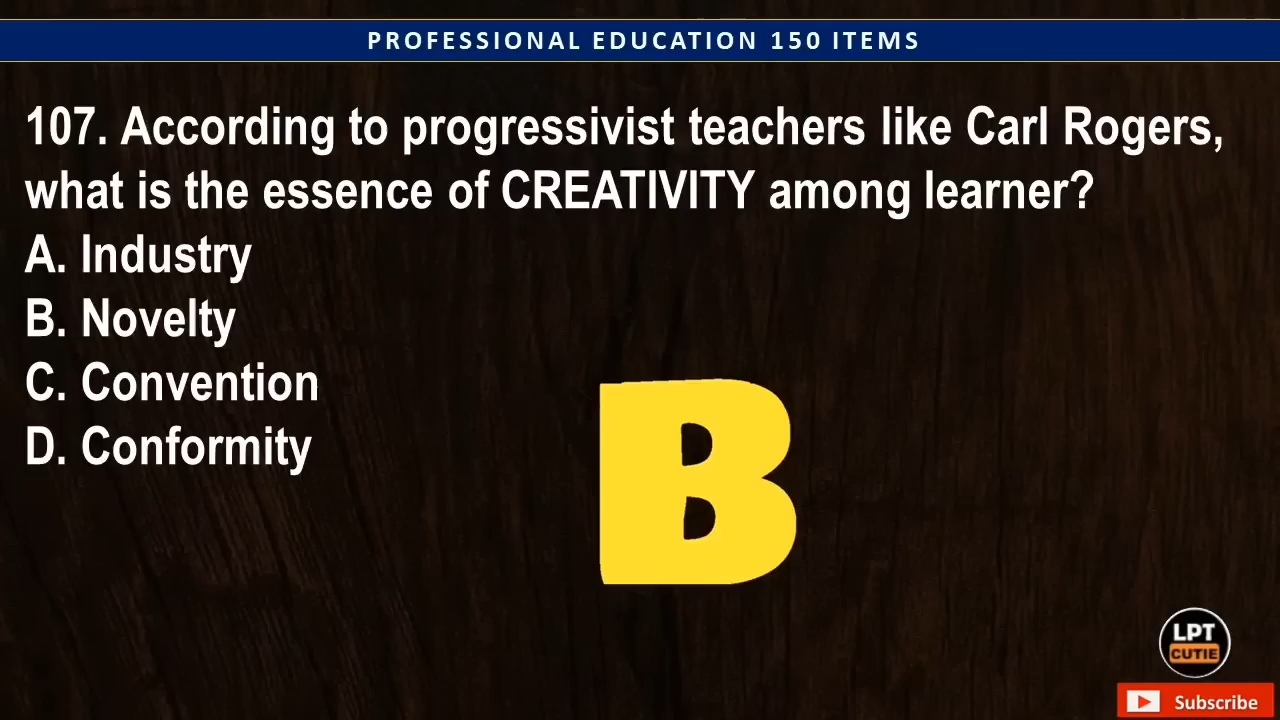 PROFESSIONAL EDUCATION 150 ITEMS
107. According to progressivist teachers like Carl Rogers,
what is the essence of CREATIVITY among learner?
A. Industry
B. Novelty
C. Convention
D. Conformity
B
LPT
CUTIE
Subscribe